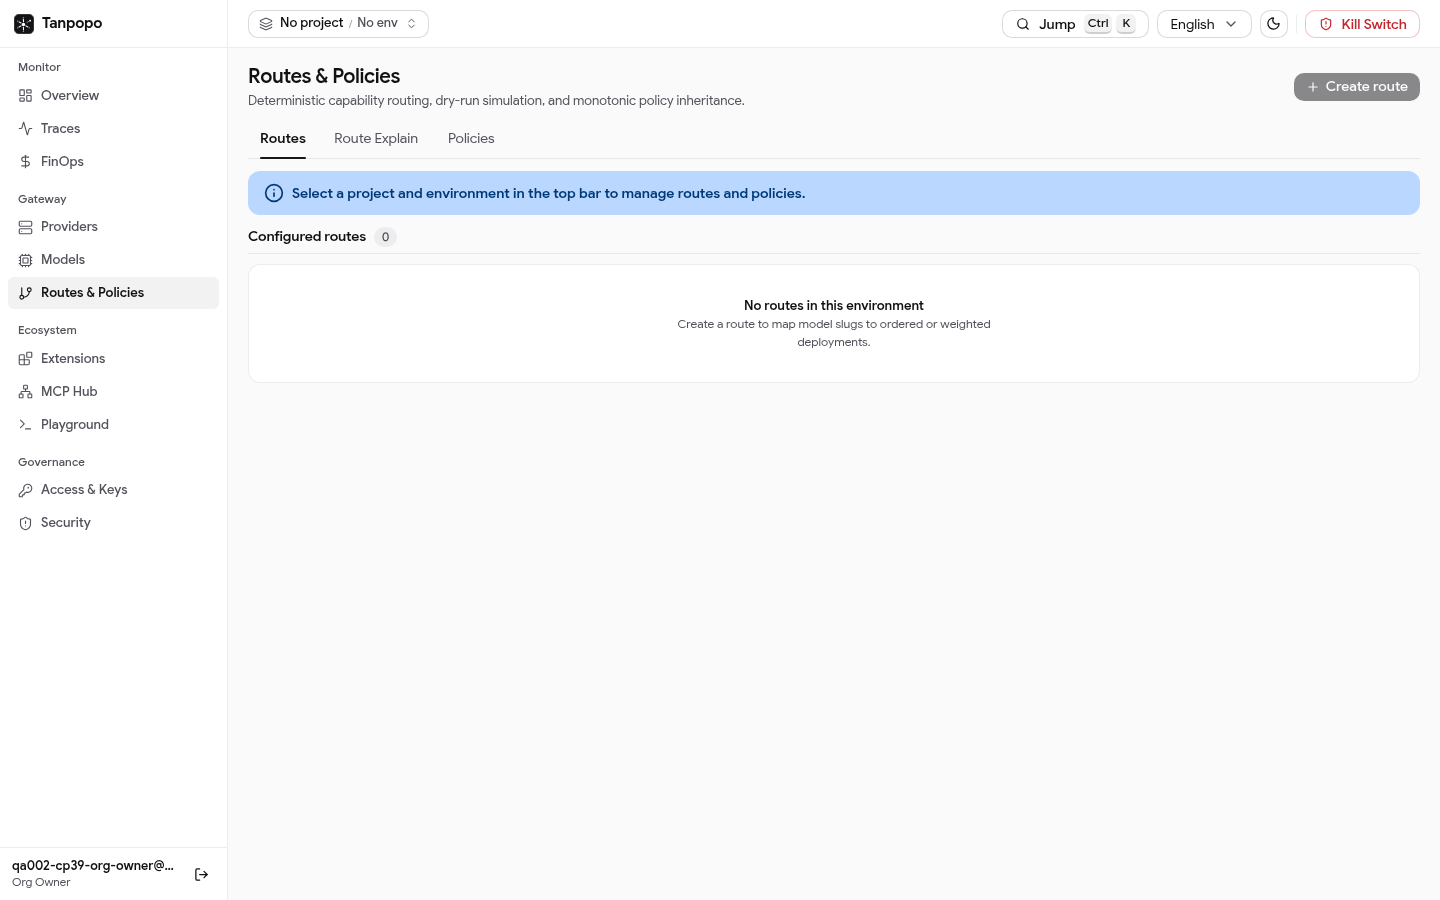 Tanpopo
No project / No env
Jump Ctrl K
English
Kill Switch
Monitor
Overview
Traces
FinOps
Gateway
Providers
Models
Routes & Policies
Ecosystem
Extensions
MCP Hub
Playground
Governance
Access & Keys
Security
qa002-cp39-org-owner@...
Org Owner
Routes & Policies
Deterministic capability routing, dry-run simulation, and monotonic policy inheritance.
Create route
Routes
Route Explain
Policies
Select a project and environment in the top bar to manage routes and policies.
Configured routes 0
No routes in this environment
Create a route to map model slugs to ordered or weighted
deployments.